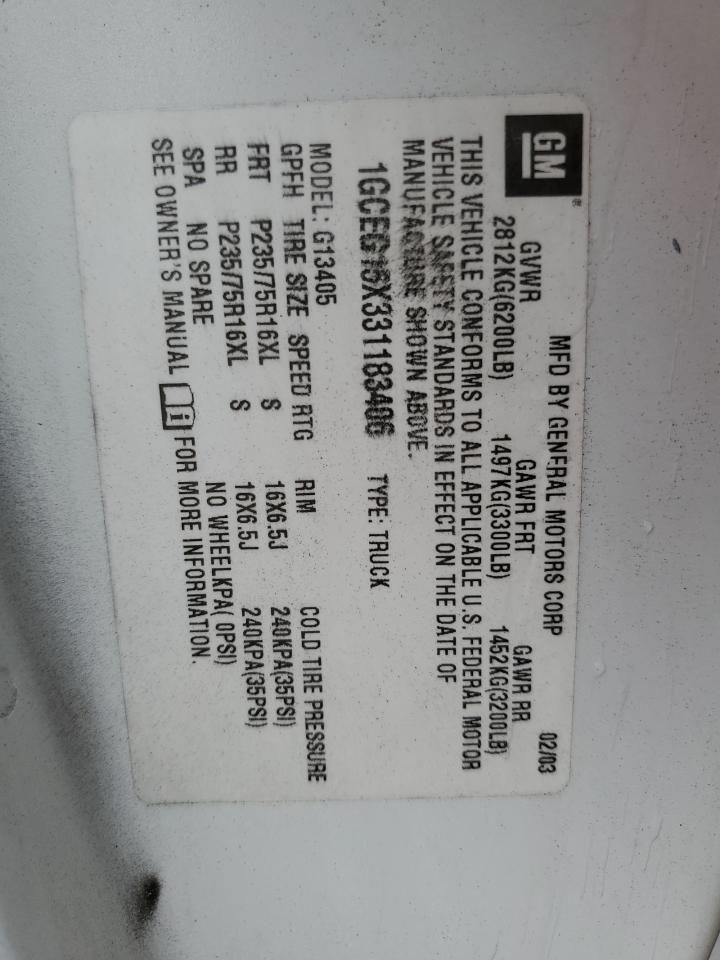 GM
MFD BY GENERAL MOTORS CORP 02/03
GVWR GAWR FRT GAWR RR
2812KG(6200LB) 1497KG(3300LB) 1452KG(3200LB)
THIS VEHICLE CONFORMS TO ALL APPLICABLE U.S. FEDERAL MOTOR
VEHICLE SAFETY STANDARDS IN EFFECT ON THE DATE OF
MANUFACTURE SHOWN ABOVE.
1GCEG15X331183406 TYPE: TRUCK
MODEL: G13405
GPFH TIRE SIZE SPEED RTG RIM COLD TIRE PRESSURE
FRT P235/75R16XL S 16X6.5J 240KPA(35PSI)
RR P235/75R16XL S 16X6.5J 240KPA(35PSI)
SPA NO SPARE NO WHEELKPA( 0PSI)
SEE OWNER'S MANUAL FOR MORE INFORMATION.